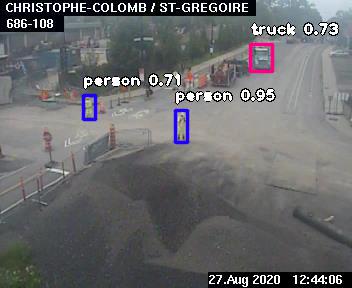 CHRISTOPHE-COLOMB / ST-GREGOIRE
686-108
truck 0.73
person 0.71
person 0.95
27.Aug 2020 12:44:06